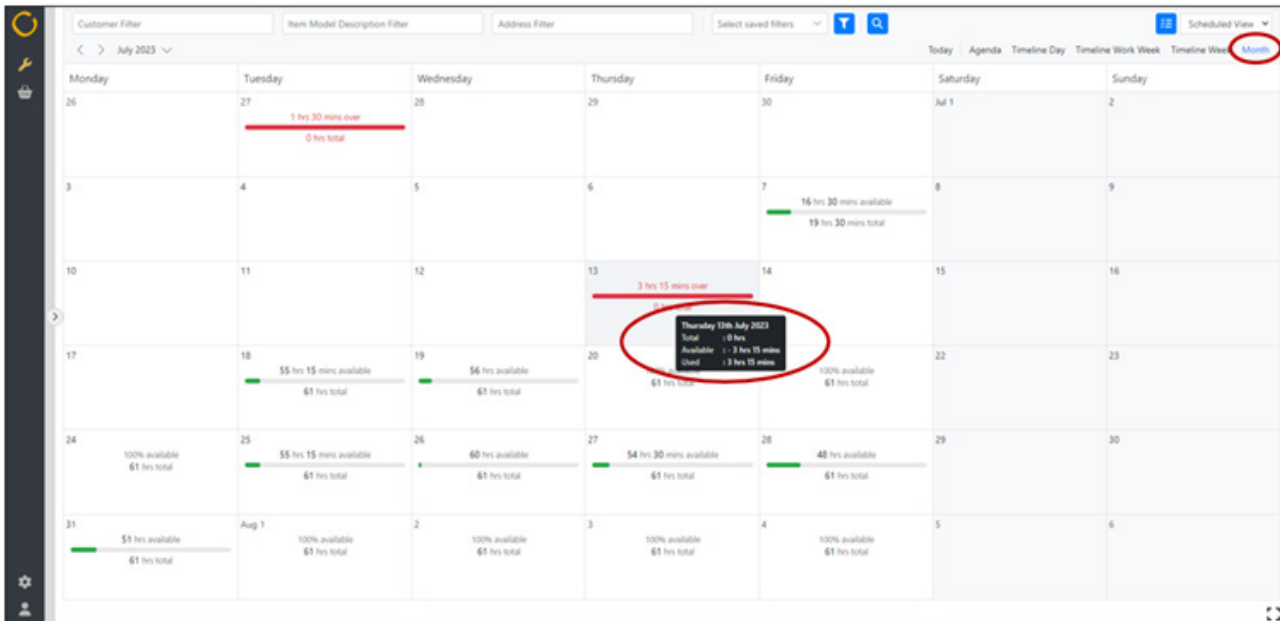 Customer Filter
Item Model Description Filter
Address Filter
Select saved filters
Scheduled View
July 2023
Today Agenda Timeline Day Timeline Work Week Timeline Week Month
Monday Tuesday Wednesday Thursday Friday Saturday Sunday
26 27 28 29 30 Jul 1 2
1 hrs 30 mins over
0 hrs total
3 4 5 6 7 8 9
16 hrs 30 mins available
19 hrs 30 mins total
10 11 12 13 14 15 16
3 hrs 15 mins over
Thursday 13th July 2023
Total : 0 hrs
Available : - 3 hrs 15 mins
Used : 3 hrs 15 mins
17 18 19 20 22 23
55 hrs 15 mins available 56 hrs available 100% available
61 hrs total 61 hrs total 61 hrs total 61 hrs total
24 25 26 27 28 29 30
100% available 55 hrs 15 mins available 60 hrs available 54 hrs 30 mins available 48 hrs available
61 hrs total 61 hrs total 61 hrs total 61 hrs total 61 hrs total
31 Aug 1 2 3 4 5 6
51 hrs available 100% available 100% available 100% available 100% available
61 hrs total 61 hrs total 61 hrs total 61 hrs total 61 hrs total